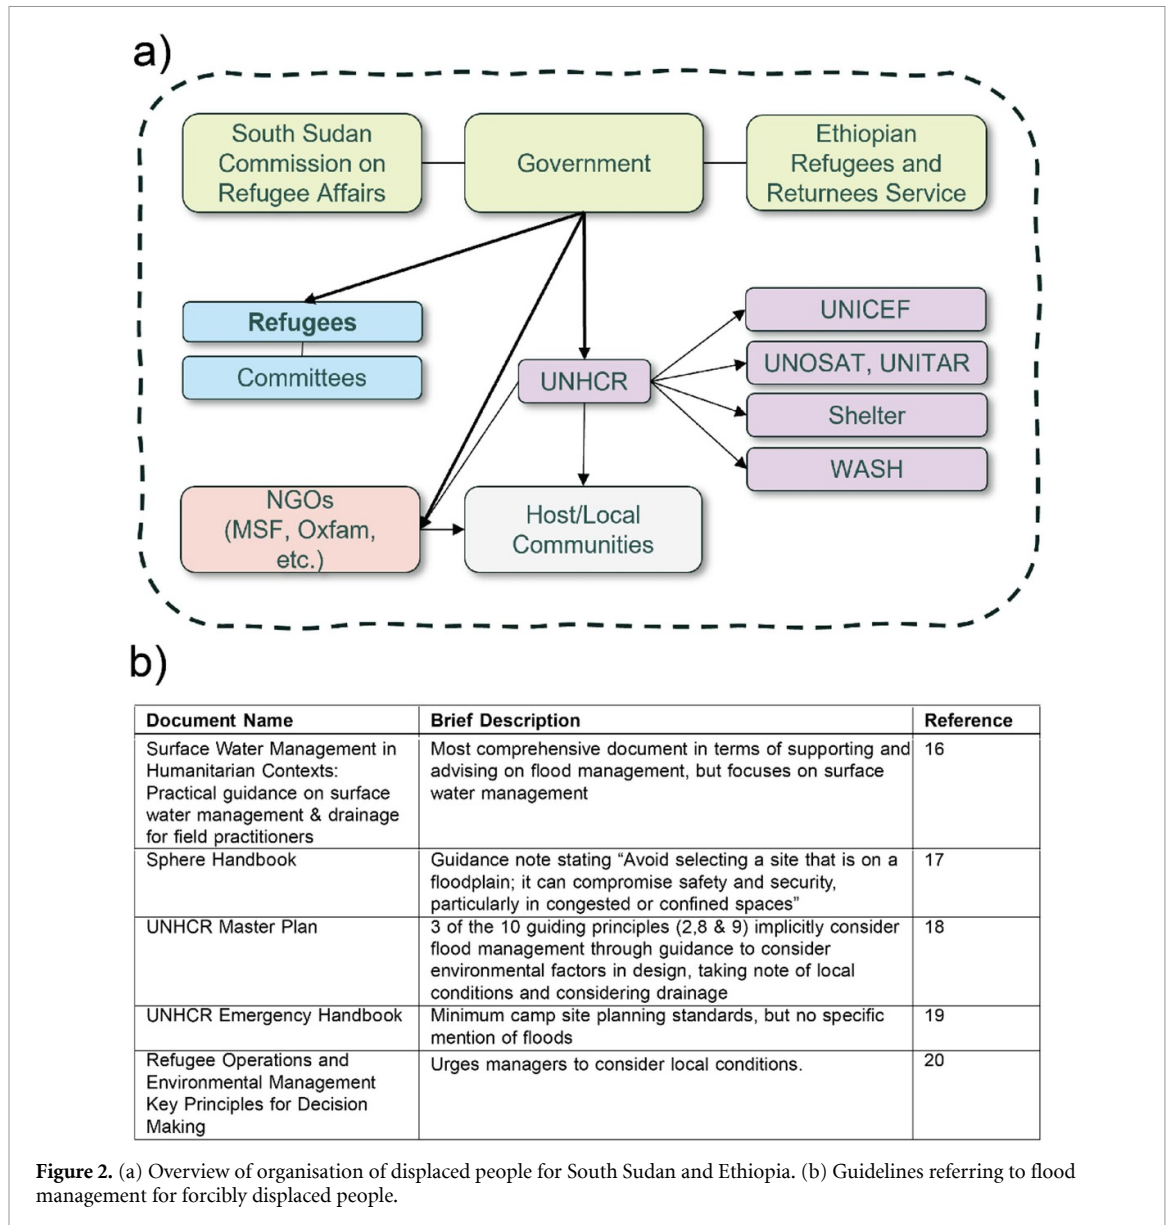 a)
South Sudan
Commission on
Refugee Affairs
Government
Ethiopian
Refugees and
Returnees Service
Refugees
Committees
UNHCR
UNICEF
UNOSAT, UNITAR
Shelter
WASH
NGOs
(MSF, Oxfam,
etc.)
Host/Local
Communities
b)
Document Name
Brief Description
Reference
Surface Water Management in
Humanitarian Contexts:
Practical guidance on surface
water management & drainage
for field practitioners
Most comprehensive document in terms of supporting and
advising on flood management, but focuses on surface
water management
16
Sphere Handbook
Guidance note stating “Avoid selecting a site that is on a
floodplain; it can compromise safety and security,
particularly in congested or confined spaces”
17
UNHCR Master Plan
3 of the 10 guiding principles (2,8 & 9) implicitly consider
flood management through guidance to consider
environmental factors in design, taking note of local
conditions and considering drainage
18
UNHCR Emergency Handbook
Minimum camp site planning standards, but no specific
mention of floods
19
Refugee Operations and
Environmental Management
Key Principles for Decision
Making
Urges managers to consider local conditions.
20
Figure 2. (a) Overview of organisation of displaced people for South Sudan and Ethiopia. (b) Guidelines referring to flood
management for forcibly displaced people.